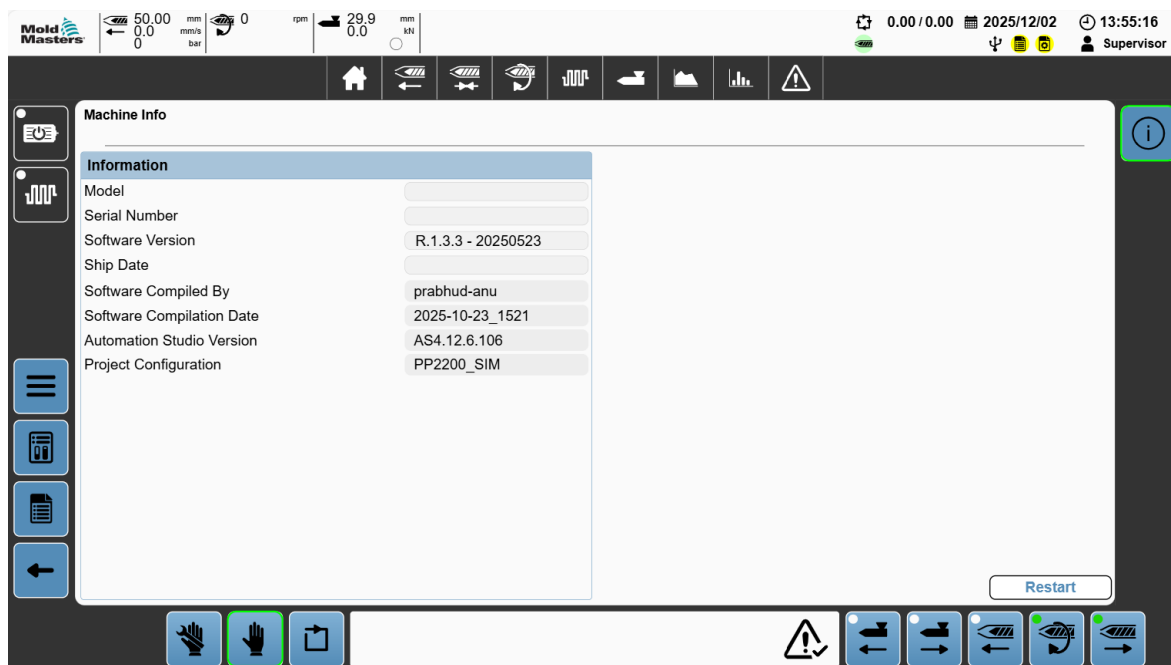 Mold
Masters
50.00 mm
0.0 mm/s
0 bar
0 rpm
29.9 mm
0.0 kN
0.00 / 0.00 2025/12/02 13:55:16
Supervisor
Machine Info
Information
Model
Serial Number
Software Version R.1.3.3 - 20250523
Ship Date
Software Compiled By prabhud-anu
Software Compilation Date 2025-10-23_1521
Automation Studio Version AS4.12.6.106
Project Configuration PP2200_SIM
Restart